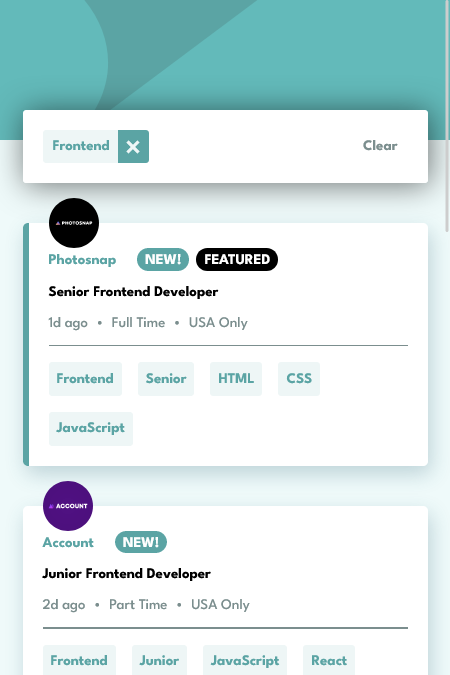 Frontend Clear
PHOTOSNAP
Photosnap NEW! FEATURED
Senior Frontend Developer
1d ago • Full Time • USA Only
Frontend Senior HTML CSS
JavaScript
ACCOUNT
Account NEW!
Junior Frontend Developer
2d ago • Part Time • USA Only
Frontend Junior JavaScript React